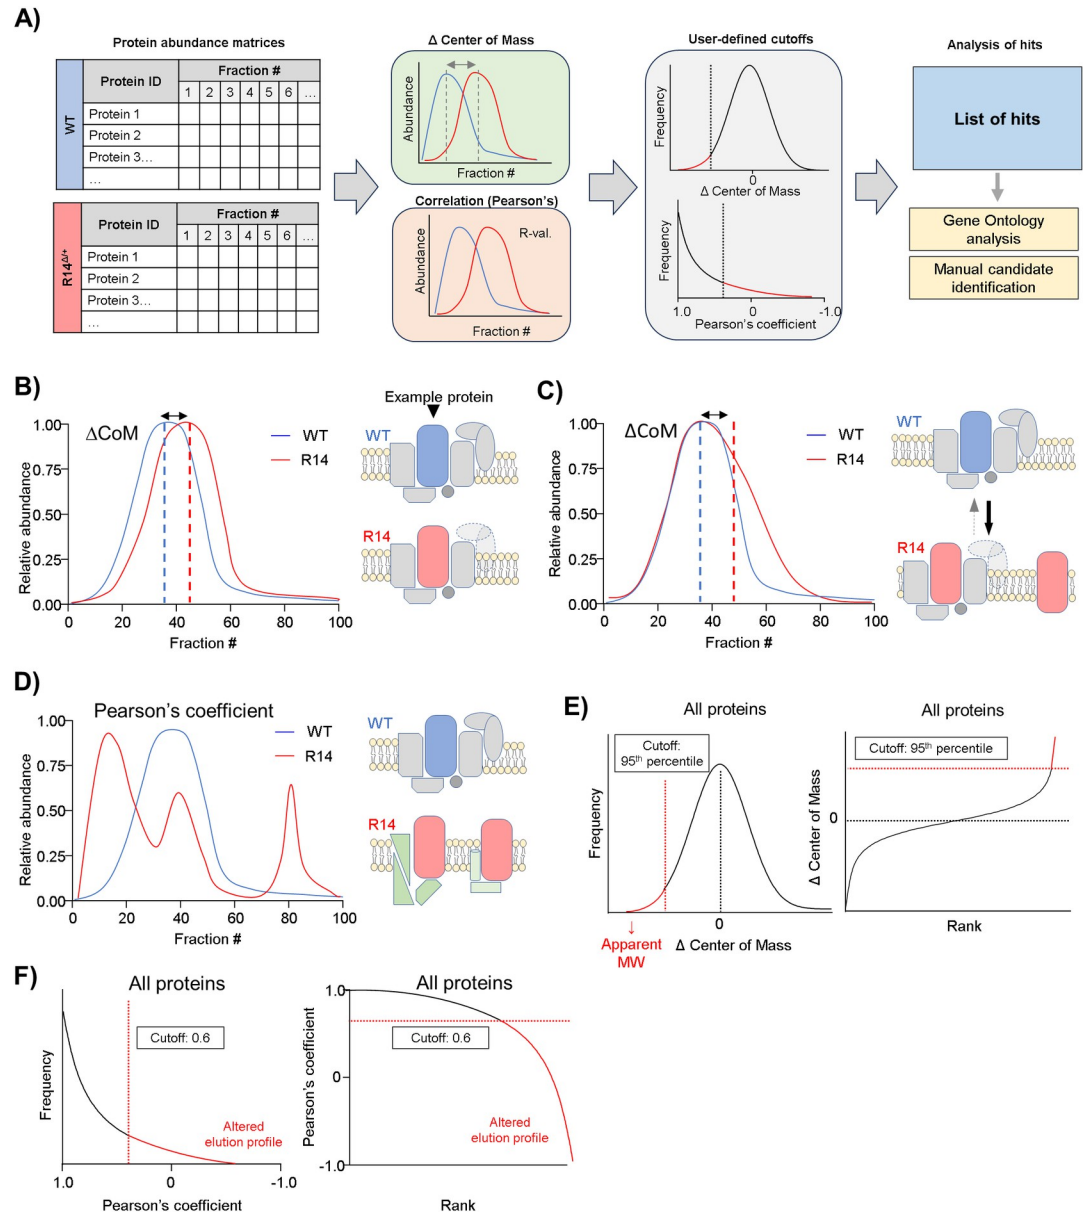 A)
Protein abundance matrices
WT
Protein ID
Fraction #
1 2 3 4 5 6 ...
Protein 1
Protein 2
Protein 3...
...
R14Δ/+
Protein ID
Fraction #
1 2 3 4 5 6 ...
Protein 1
Protein 2
Protein 3...
...
Δ Center of Mass
Abundance
Fraction #
Correlation (Pearson's)
R-val.
Abundance
Fraction #
User-defined cutoffs
Frequency
0
Δ Center of Mass
Frequency
1.0 0 -1.0
Pearson's coefficient
Analysis of hits
List of hits
Gene Ontology
analysis
Manual candidate
identification
B)
ΔCoM
WT
R14
Relative abundance
1.00
0.75
0.50
0.25
0.00
0 20 40 60 80 100
Fraction #
Example protein
WT
R14
C)
ΔCoM
WT
R14
Relative abundance
1.00
0.75
0.50
0.25
0.00
0 20 40 60 80 100
Fraction #
WT
R14
D)
Pearson's coefficient
WT
R14
Relative abundance
1.00
0.75
0.50
0.25
0.00
0 20 40 60 80 100
Fraction #
WT
R14
E)
All proteins
Cutoff:
95th percentile
Frequency
0
↓
Apparent
MW
Δ Center of Mass
All proteins
Cutoff: 95th percentile
Δ Center of Mass
0
Rank
F)
All proteins
Cutoff: 0.6
Frequency
Altered
elution profile
1.0 0 -1.0
Pearson's coefficient
All proteins
Cutoff: 0.6
Pearson's coefficient
1.0
0
-1.0
Altered
elution profile
Rank